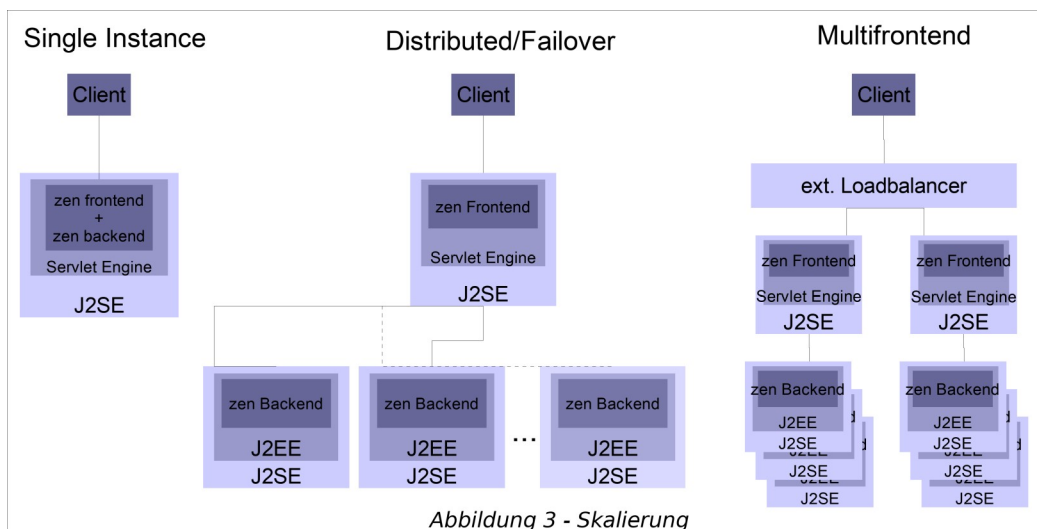 Single Instance
Distributed/Failover
Multifrontend
Client
Client
Client
zen frontend
+
zen backend
Servlet Engine
J2SE
zen Frontend
Servlet Engine
J2SE
zen Backend
J2EE
J2SE
zen Backend
J2EE
J2SE
...
zen Backend
J2EE
J2SE
ext. Loadbalancer
zen Frontend
Servlet Engine
J2SE
zen Frontend
Servlet Engine
J2SE
zen Backend
J2EE
J2SE
J2SE
J2SE
zen Backend
J2EE
J2SE
J2SE
J2SE
Abbildung 3 - Skalierung